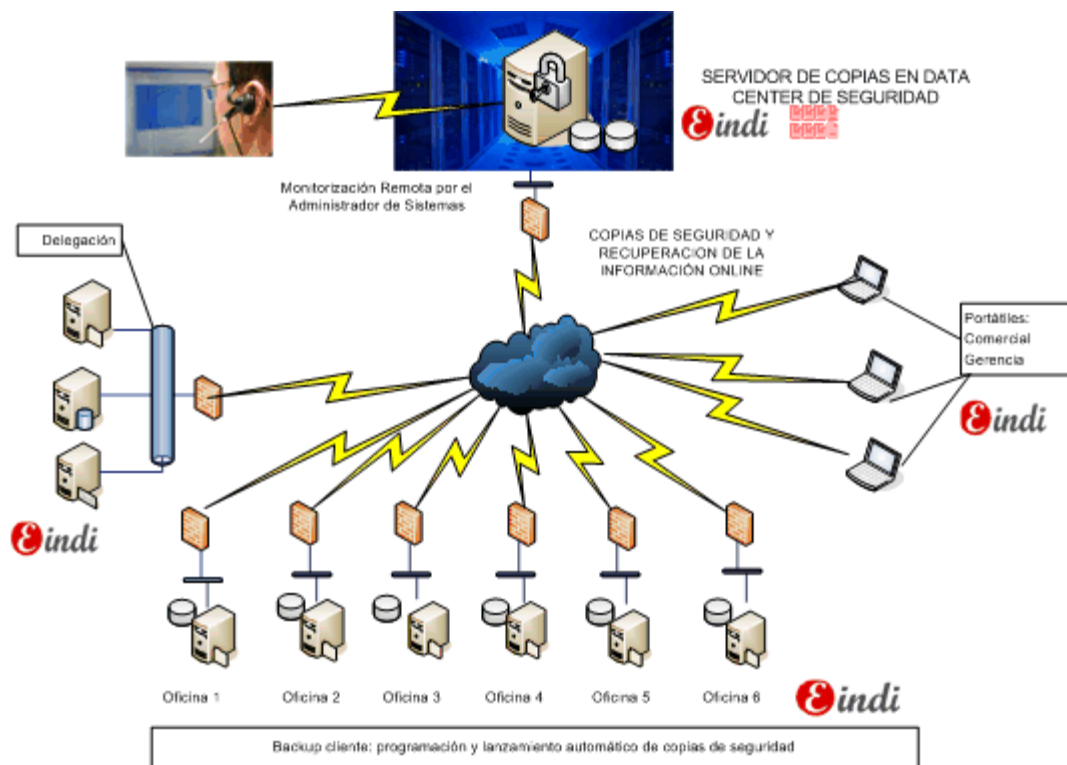 SERVIDOR DE COPIAS EN DATA
CENTER DE SEGURIDAD
eindi
Monitorización Remota por el
Administrador de Sistemas
COPIAS DE SEGURIDAD Y
RECUPERACION DE LA
INFORMACIÓN ONLINE
Delegación
Portátiles:
Comercial
Gerencia
eindi
eindi
Oficina 1
Oficina 2
Oficina 3
Oficina 4
Oficina 5
Oficina 6
eindi
Backup cliente: programación y lanzamiento automático de copias de seguridad